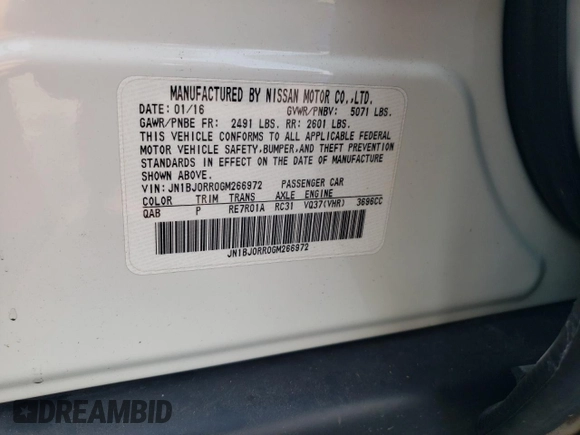 MANUFACTURED BY NISSAN MOTOR CO.,LTD.
DATE: 01/16 GVWR/PNBV: 5071 LBS.
GAWR/PNBE FR: 2491 LBS. RR: 2601 LBS.
THIS VEHICLE CONFORMS TO ALL APPLICABLE FEDERAL
MOTOR VEHICLE SAFETY,BUMPER,AND THEFT PREVENTION
STANDARDS IN EFFECT ON THE DATE OF MANUFACTURE
SHOWN ABOVE.
VIN: JN1BJ0RR0GM266972 PASSENGER CAR
COLOR TRIM TRANS AXLE ENGINE
QAB P RE7R01A RC31 VQ37(VHR) 3696CC
JN1BJ0RR0GM266972
DREAMBID